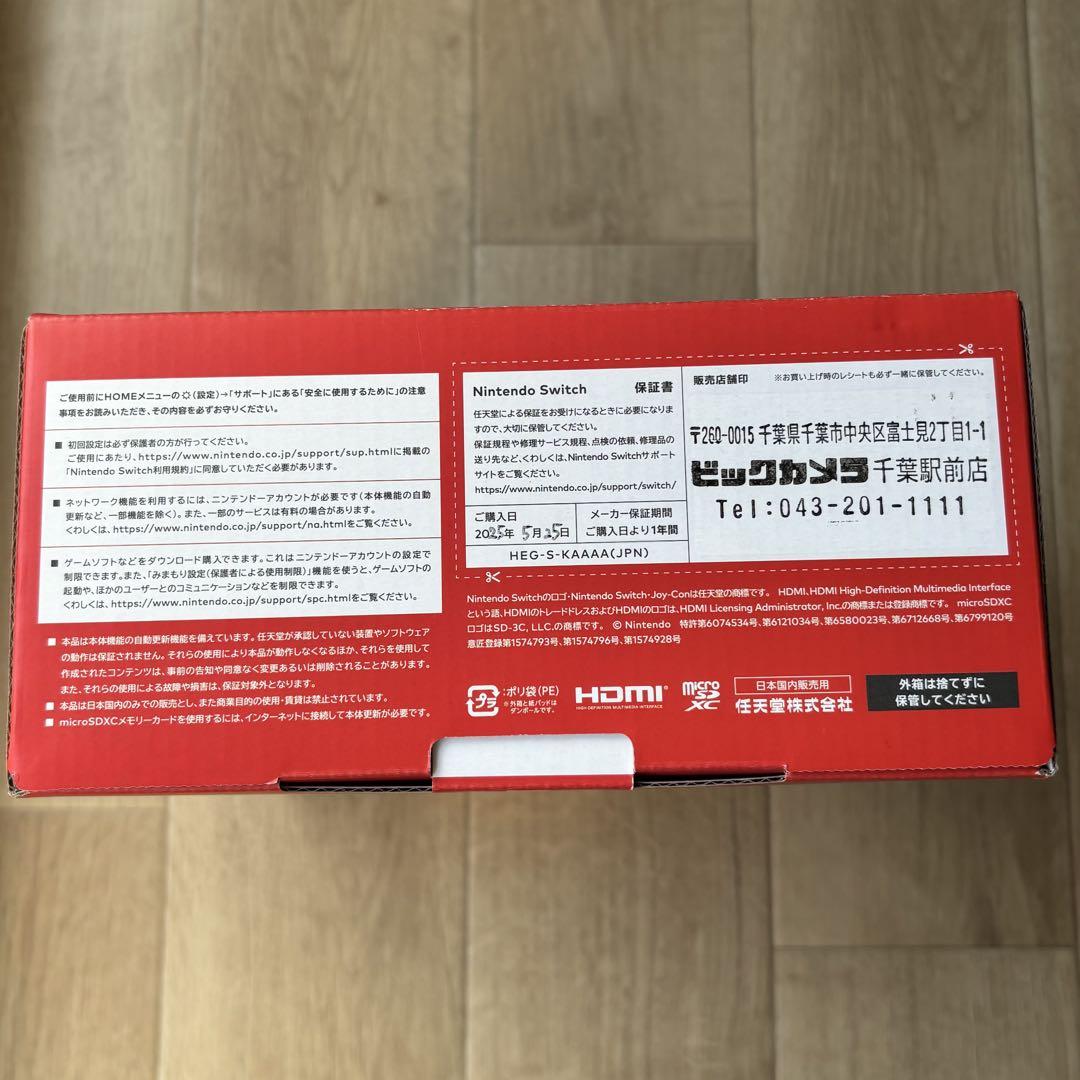 ご使用前にHOMEメニューの(設定)→「サポート」にある「安全に使用するために」の注意
事項をお読みいただき、その内容を必ずお守りください。
■ 初回設定は必ず保護者の方が行ってください。
ご使用にあたり、https://www.nintendo.co.jp/support/sup.htmlに掲載の
「Nintendo Switch利用規約」に同意していただく必要があります。
■ ネットワーク機能を利用するには、ニンテンドーアカウントが必要です(本体機能の自動
更新など、一部機能を除く)。また、一部のサービスは有料の場合があります。
くわしくは、https://www.nintendo.co.jp/support/na.htmlをご覧ください。
■ ゲームソフトなどをダウンロード購入できます。これはニンテンドーアカウントの設定で
制限できます。また、「みまもり設定(保護者による使用制限)」機能を使うと、ゲームソフトの
起動や、ほかのユーザーとのコミュニケーションなどを制限できます。
くわしくは、https://www.nintendo.co.jp/support/spc.htmlをご覧ください。
■ 本品は本体機能の自動更新機能を備えています。任天堂が承認していない装置やソフトウェア
の動作は保証されません。それらの使用により本品が動作しなくなるほか、それらを使用して
作成されたコンテンツは、事前の告知や同意なく変更あるいは削除されることがあります。
また、それらの使用による故障や損害は、保証対象外となります。
■ 本品は日本国内のみでの販売とし、また商業目的の使用・賃貸は禁止されています。
■ microSDXCメモリーカードを使用するには、インターネットに接続して本体更新が必要です。
Nintendo Switch 保証書
任天堂による保証をお受けになるときに必要になりま
すので、大切に保管してください。
保証規程や修理サービス規程、点検の依頼、修理品の
送り先など、くわしくは、Nintendo Switchサポート
サイトをご覧ください。
https://www.nintendo.co.jp/support/switch/
ご購入日 メーカー保証期間
2025年 5月25日 ご購入日より1年間
HEG-S-KAAAA(JPN)
販売店舗印 ※お買い上げ時のレシートも必ず一緒に保管してください。
〒260-0015 千葉県千葉市中央区富士見2丁目1-1
ビックカメラ千葉駅前店
Tel:043-201-1111
Nintendo Switchのロゴ・Nintendo Switch・Joy-Conは任天堂の商標です。 HDMI、HDMI High-Definition Multimedia Interface
という語、HDMIのトレードドレスおよびHDMIのロゴは、HDMI Licensing Administrator, Inc.の商標または登録商標です。 microSDXC
ロゴはSD-3C, LLC.の商標です。 © Nintendo 特許第6074534号、第6121034号、第6580023号、第6712668号、第6799120号
意匠登録第1574793号、第1574796号、第1574928号
プラ
:ポリ袋(PE)
※外箱と紙パッドは
ダンボールです。
HDMI
HIGH-DEFINITION MULTIMEDIA INTERFACE
micro SD XC
日本国内販売用
任天堂株式会社
外箱は捨てずに
保管してください